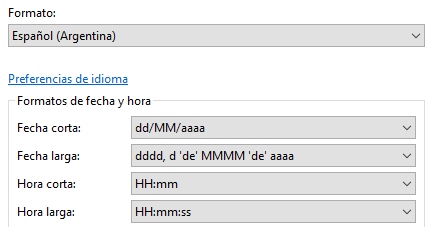 Formato:
Español (Argentina)
Preferencias de idioma
Formatos de fecha y hora
Fecha corta: dd/MM/aaaa
Fecha larga: dddd, d 'de' MMMM 'de' aaaa
Hora corta: HH:mm
Hora larga: HH:mm:ss